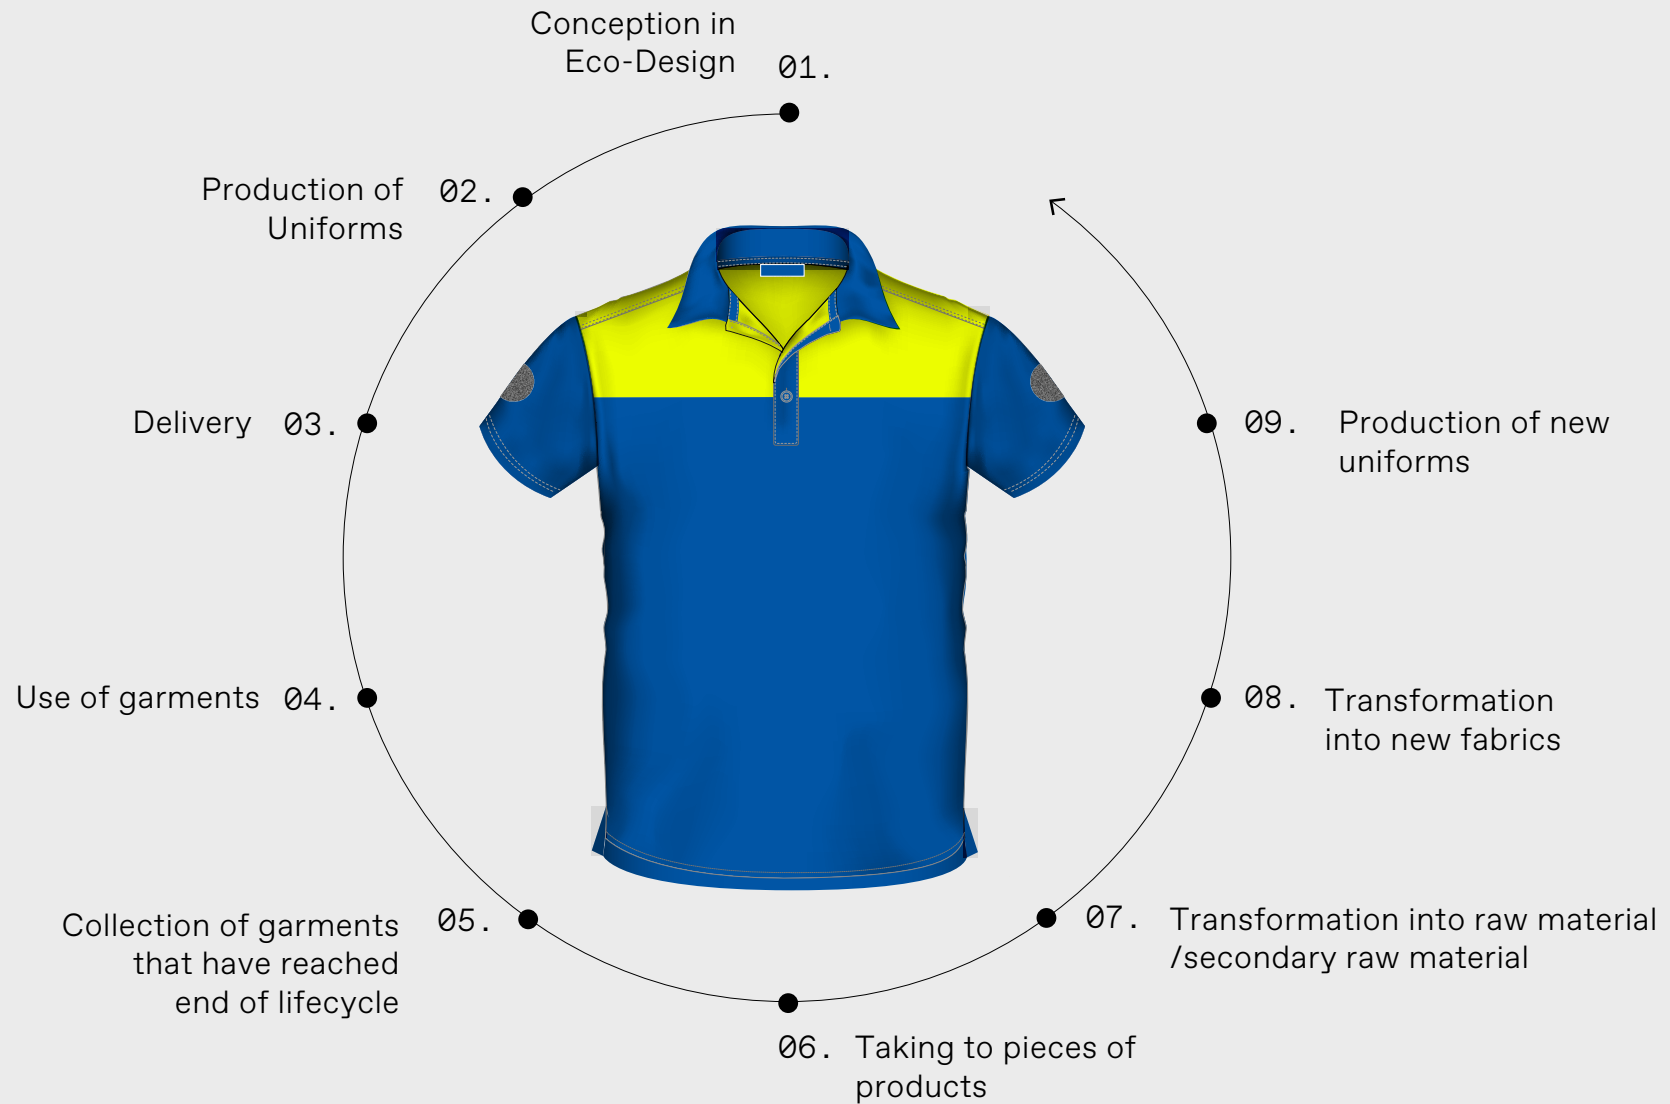 Conception in
Eco-Design 01.
Production of 02.
Uniforms
Delivery 03.
Use of garments 04.
Collection of garments 05.
that have reached
end of lifecycle
06. Taking to pieces of
products
07. Transformation into raw material
/secondary raw material
08. Transformation
into new fabrics
09. Production of new
uniforms